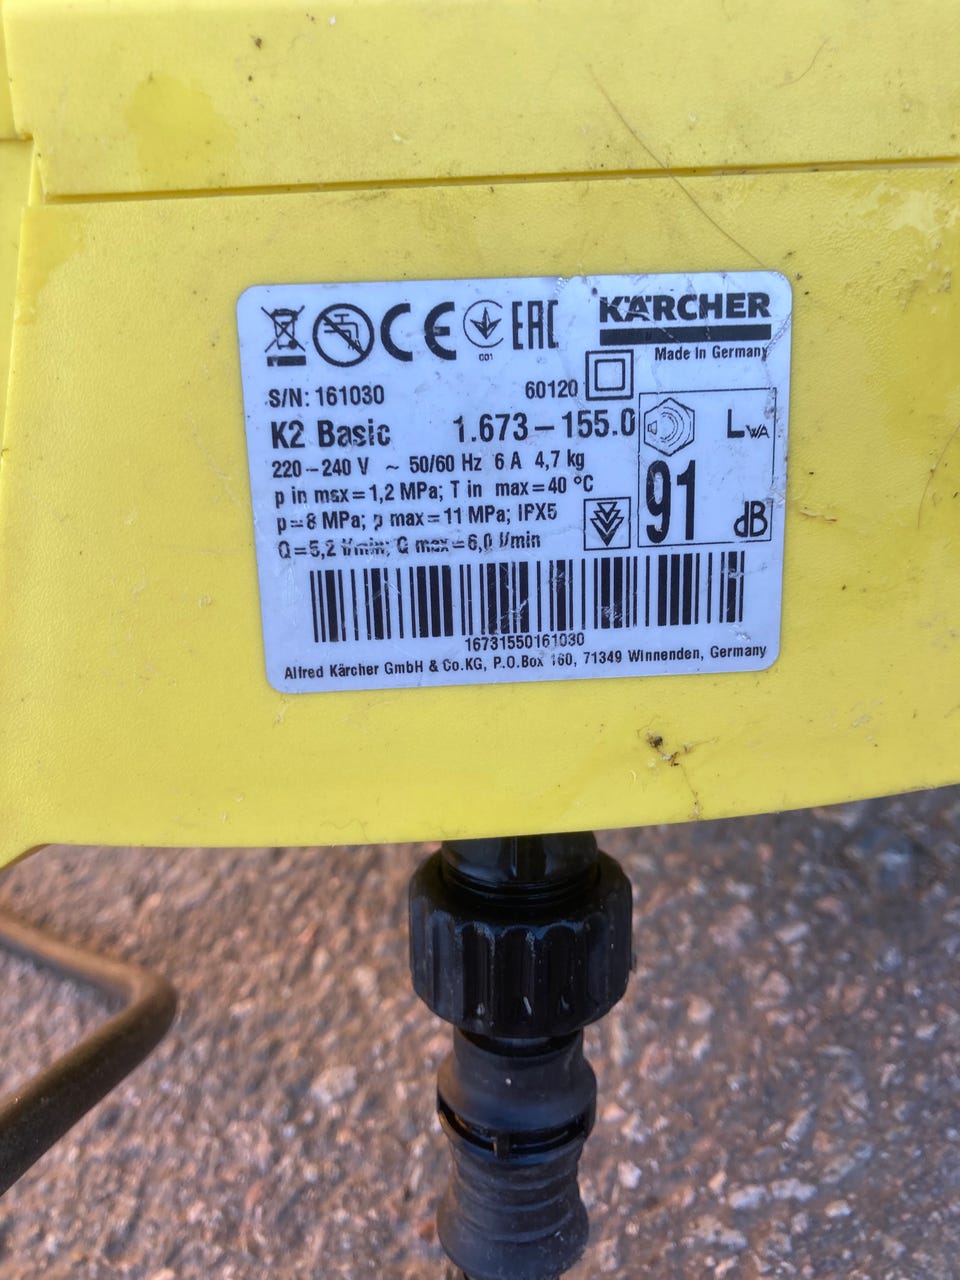 001
EAC
KÄRCHER
Made in Germany
S/N: 161030
60120
K2 Basic 1.673–155.0
220–240 V ~ 50/60 Hz 6 A 4,7 kg
p in max=1,2 MPa; T in max=40 °C
p=8 MPa; p max=11 MPa; IPX5
Q=5,2 l/min; Q max=6,0 l/min
LWA
91
dB
16731550161030
Alfred Kärcher GmbH & Co.KG, P.O.Box 160, 71349 Winnenden, Germany